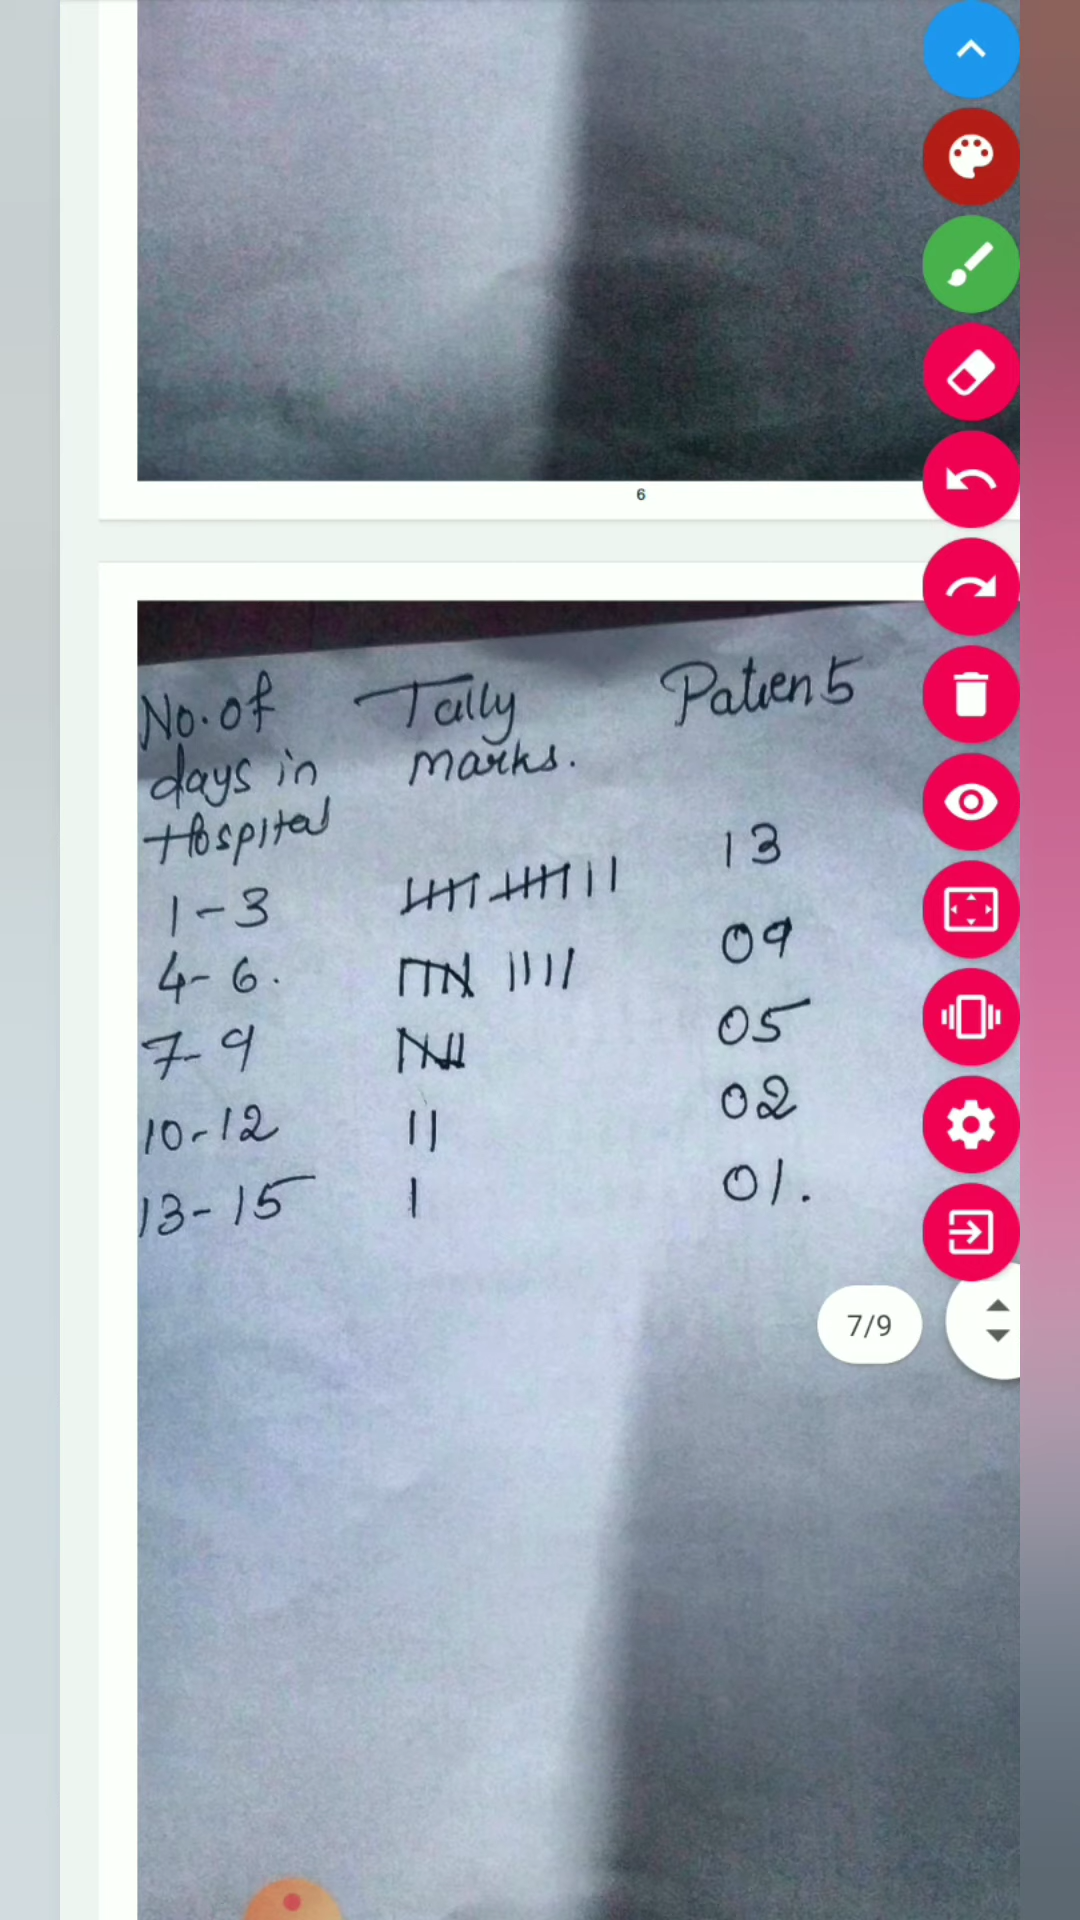 6
No. of Tally Patients
days in marks.
Hospital
1-3 𝍸 𝍸 || 13
4-6. 𝍸 |||| 09
7-9 𝍸 05
10-12 || 02
13-15 | 01.
7/9